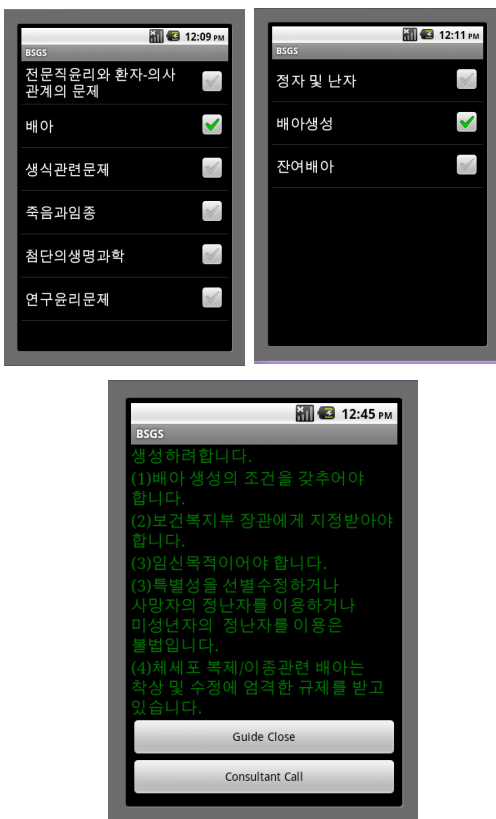 12:09 PM
BSGS
전문직윤리와 환자-의사
관계의 문제
배아
생식관련문제
죽음과임종
첨단의생명과학
연구윤리문제
12:11 PM
BSGS
정자 및 난자
배아생성
잔여배아
12:45 PM
BSGS
생성하려합니다.
(1)배아 생성의 조건을 갖추어야
합니다.
(2)보건복지부 장관에게 지정받아야
합니다.
(3)임신목적이어야 합니다.
(3)특별성을 선별수정하거나
사망자의 정난자를 이용하거나
미성년자의  정난자를 이용은
불법입니다.
(4)체세포 복제/이종관련 배아는
착상 및 수정에 엄격한 규제를 받고
있습니다.
Guide Close
Consultant Call